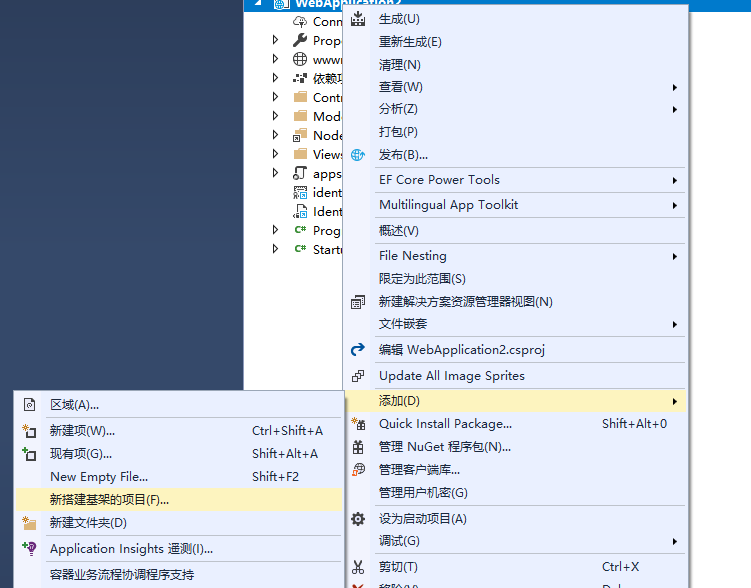 WebApplication2
Conn
Prop
www
依赖项
Cont
Mod
Node
Views
apps
ident
Ident
Prog
Startu
生成(U)
重新生成(E)
清理(N)
查看(W)
分析(Z)
打包(P)
发布(B)...
EF Core Power Tools
Multilingual App Toolkit
概述(V)
File Nesting
限定为此范围(S)
新建解决方案资源管理器视图(N)
文件嵌套
编辑 WebApplication2.csproj
Update All Image Sprites
添加(D)
Quick Install Package... Shift+Alt+0
管理 NuGet 程序包(N)...
管理客户端库...
管理用户机密(G)
设为启动项目(A)
调试(G)
剪切(T) Ctrl+X
移除(V) Del
区域(A)...
新建项(W)... Ctrl+Shift+A
现有项(G)... Shift+Alt+A
New Empty File... Shift+F2
新搭建基架的项目(F)...
新建文件夹(D)
Application Insights 遥测(I)...
容器业务流程协调程序支持